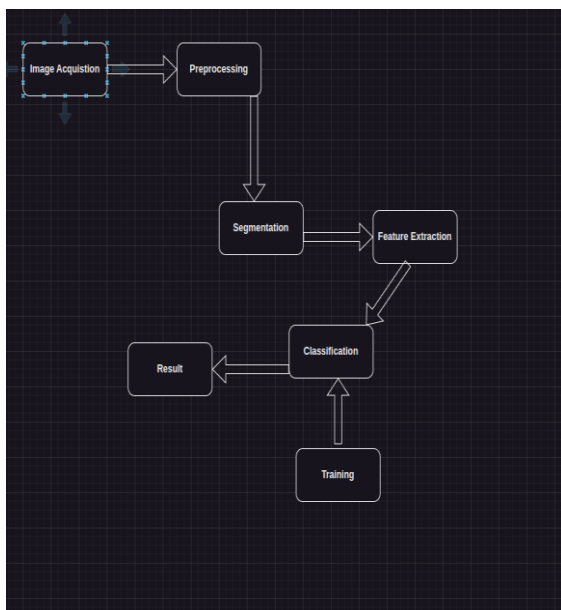 Image Acquistion
Preprocessing
Segmentation
Feature Extraction
Classification
Result
Training